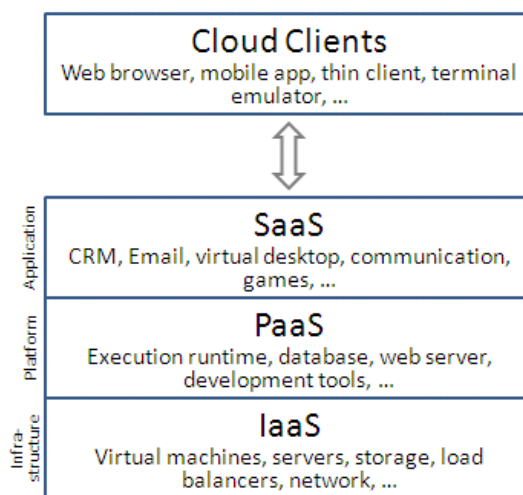 Cloud Clients
Web browser, mobile app, thin client, terminal
emulator, ...
Application
SaaS
CRM, Email, virtual desktop, communication,
games, ...
Platform
PaaS
Execution runtime, database, web server,
development tools, ...
Infra-
structure
IaaS
Virtual machines, servers, storage, load
balancers, network, ...